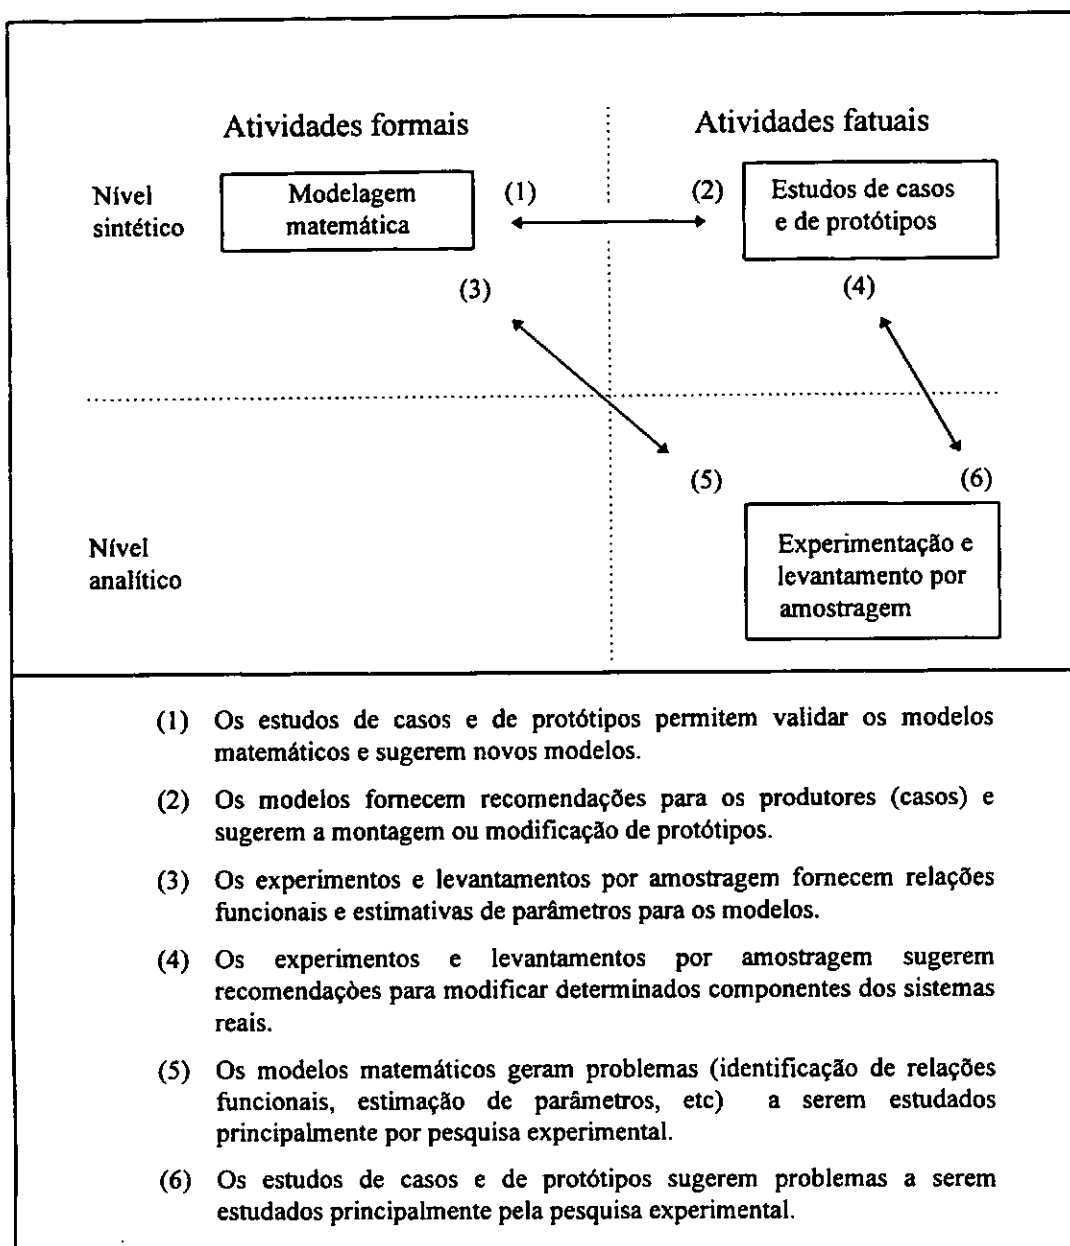 Atividades formais
Atividades fatuais
Nível
sintético
Modelagem
matemática
(1)
(2)
Estudos de casos
e de protótipos
(3)
(4)
(5)
(6)
Nível
analítico
Experimentação e
levantamento por
amostragem
(1) Os estudos de casos e de protótipos permitem validar os modelos
matemáticos e sugerem novos modelos.
(2) Os modelos fornecem recomendações para os produtores (casos) e
sugerem a montagem ou modificação de protótipos.
(3) Os experimentos e levantamentos por amostragem fornecem relações
funcionais e estimativas de parâmetros para os modelos.
(4) Os experimentos e levantamentos por amostragem sugerem
recomendações para modificar determinados componentes dos sistemas
reais.
(5) Os modelos matemáticos geram problemas (identificação de relações
funcionais, estimação de parâmetros, etc) a serem estudados
principalmente por pesquisa experimental.
(6) Os estudos de casos e de protótipos sugerem problemas a serem
estudados principalmente pela pesquisa experimental.